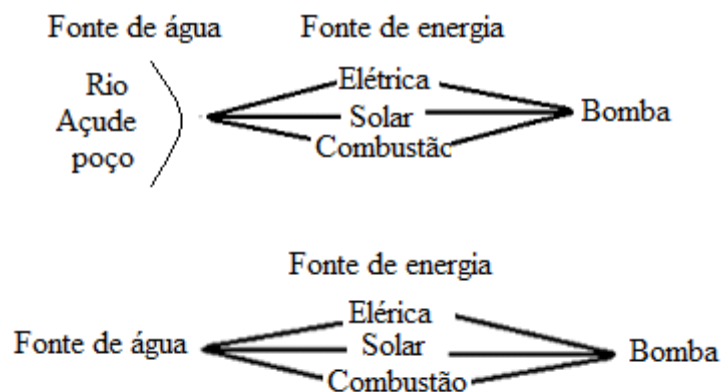 Fonte de água Fonte de energia
Rio
Açude
poço
Elétrica
Solar
Combustão
Bomba
Fonte de energia
Fonte de água
Elérica
Solar
Combustão
Bomba